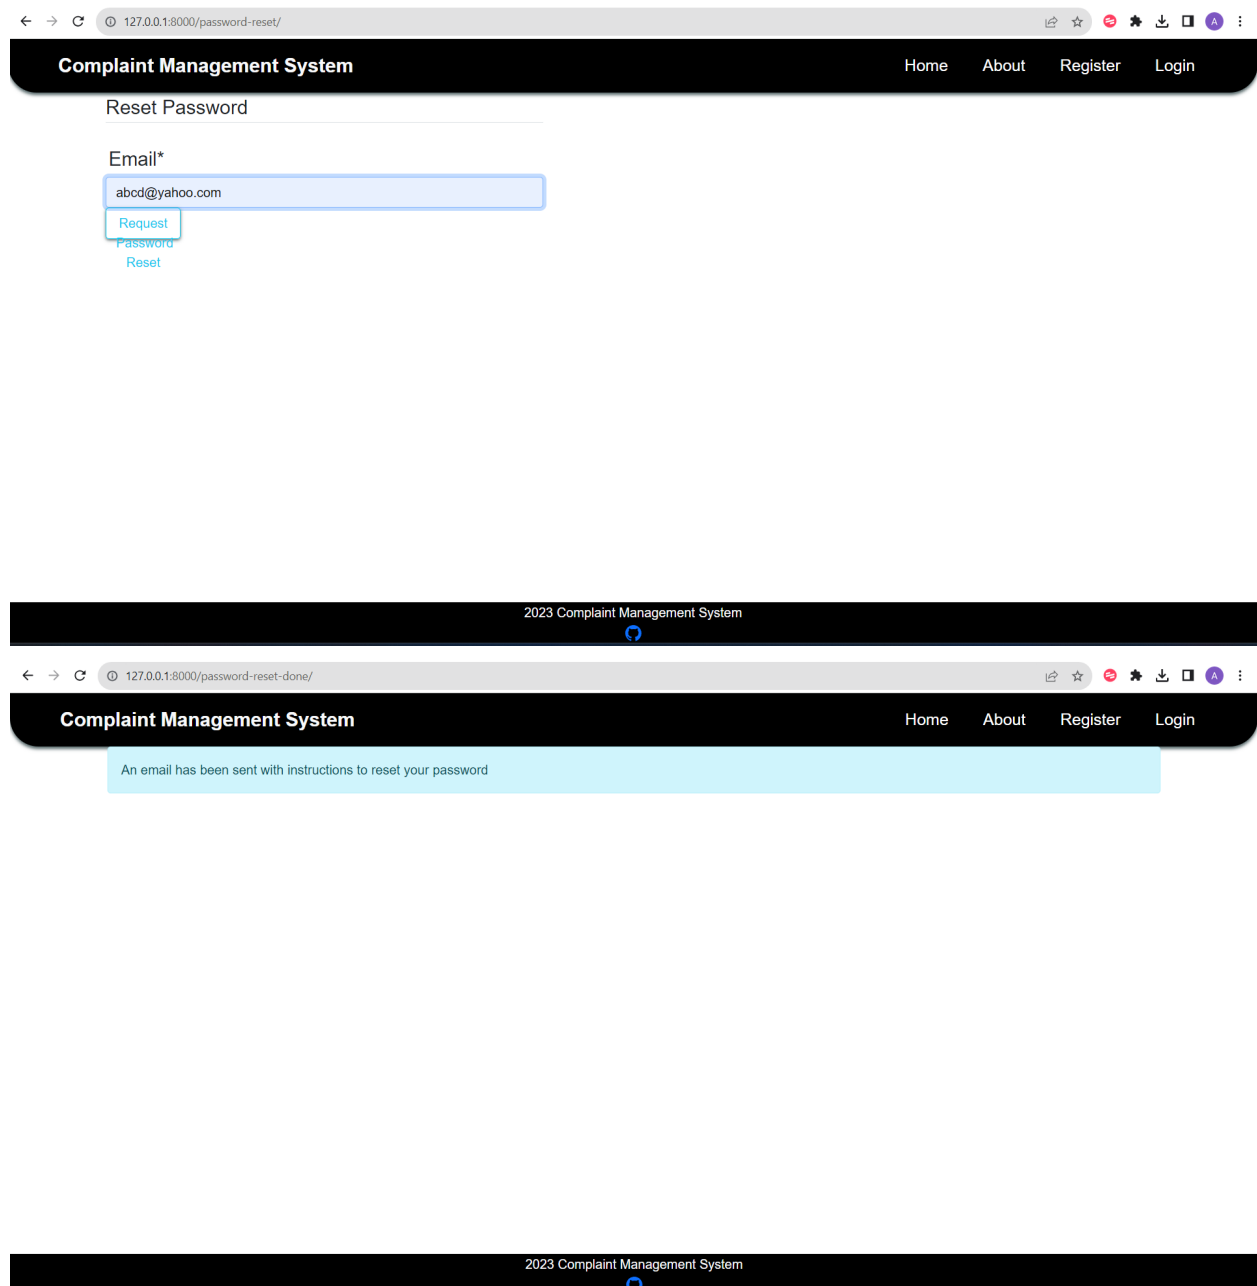 127.0.0.1:8000/password-reset/
A
Complaint Management System Home About Register Login
Reset Password
Email*
abcd@yahoo.com
Request
Password
Reset
2023 Complaint Management System
127.0.0.1:8000/password-reset-done/
A
Complaint Management System Home About Register Login
An email has been sent with instructions to reset your password
2023 Complaint Management System